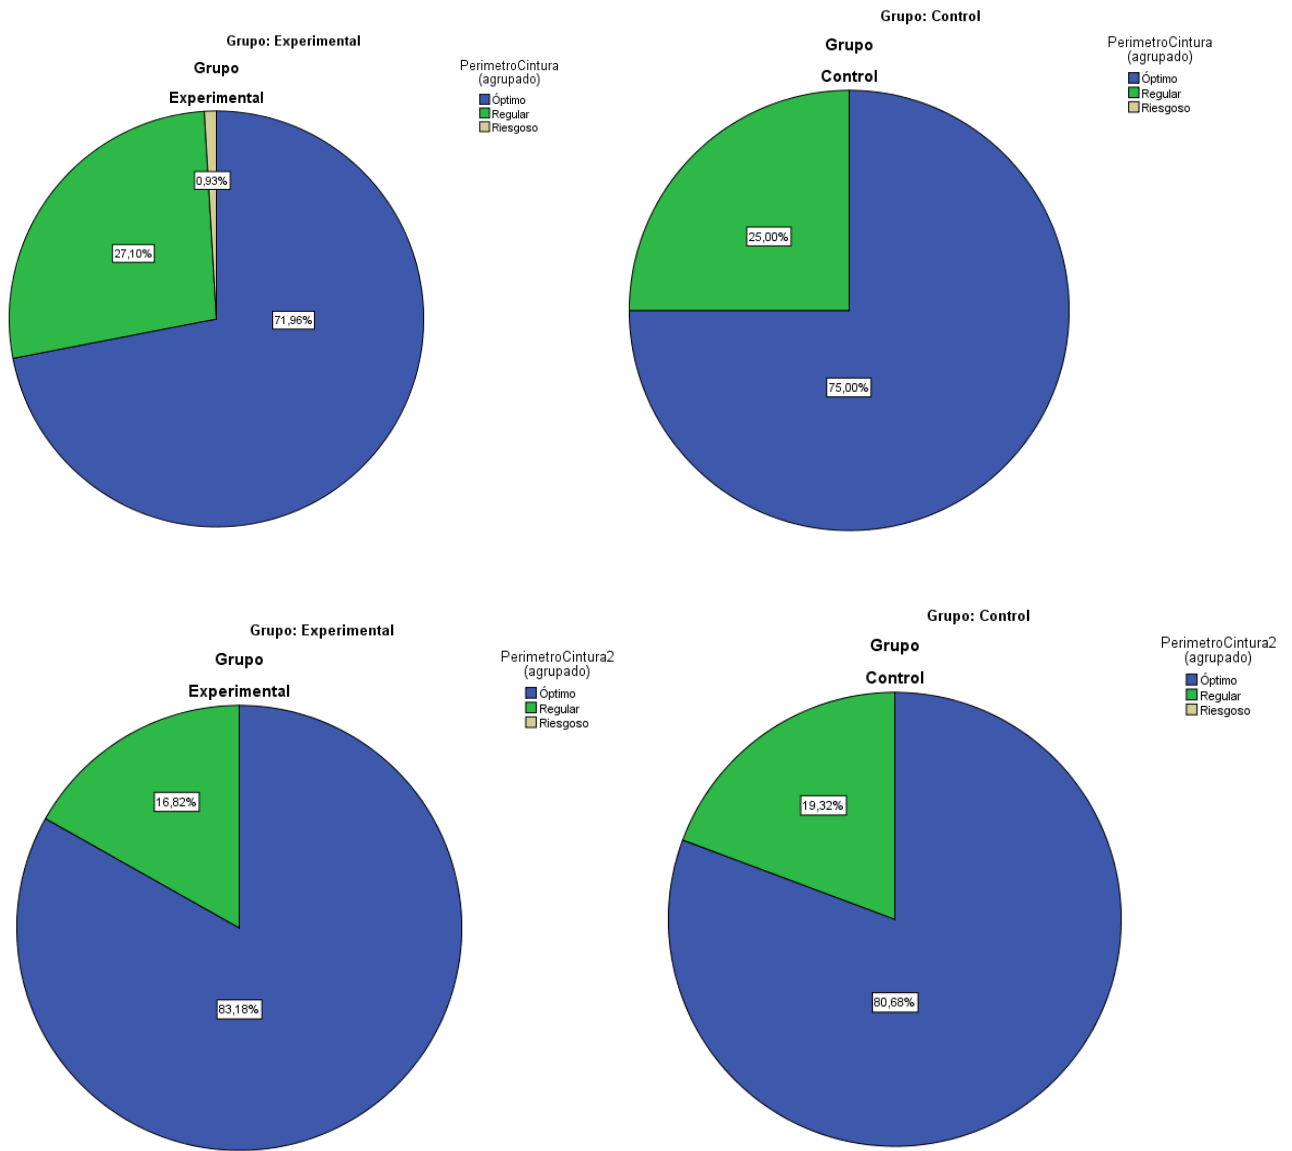 Grupo: Experimental
Grupo
Experimental
PerimetroCintura
(agrupado)
Óptimo
Regular
Riesgoso
0,93%
27,10%
71,96%
Grupo: Control
Grupo
Control
PerimetroCintura
(agrupado)
Óptimo
Regular
Riesgoso
25,00%
75,00%
Grupo: Experimental
Grupo
Experimental
PerimetroCintura2
(agrupado)
Óptimo
Regular
Riesgoso
16,82%
83,18%
Grupo: Control
Grupo
Control
PerimetroCintura2
(agrupado)
Óptimo
Regular
Riesgoso
19,32%
80,68%